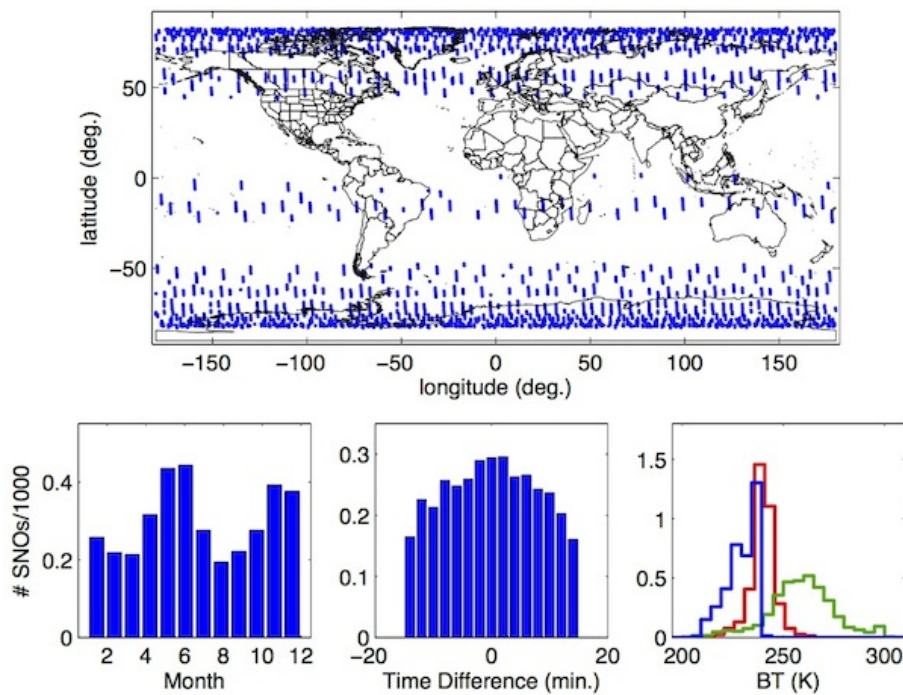 50
0
−50
latitude (deg.)
−150 −100 −50 0 50 100 150
longitude (deg.)
# SNOs/1000
0.4
0.2
0
2 4 6 8 10 12
Month
0.3
0.2
0.1
0
−20 0 20
Time Difference (min.)
1.5
1
0.5
0
200 250 300
BT (K)